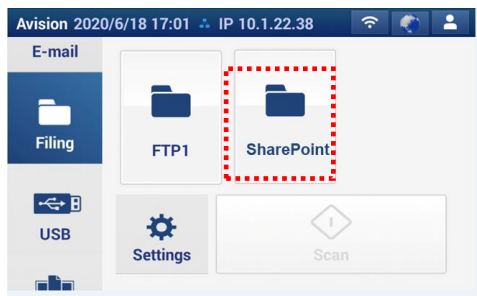 Avision 2020/6/18 17:01 IP 10.1.22.38
E-mail
Filing
FTP1
SharePoint
USB
Settings
Scan